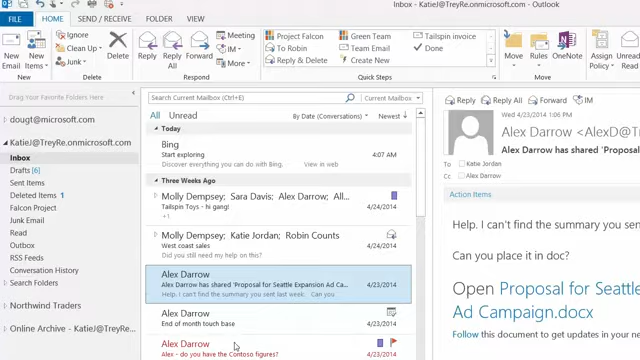 Inbox - KatieJ@TreyRe.onmicrosoft.com - Outlook
FILE HOME SEND / RECEIVE FOLDER VIEW
New Email
New Items
Ignore
Clean Up
Junk
Delete
Reply
Reply All
Forward
Meeting
IM
More
Project Falcon
To Robin
Reply & Delete
Green Team
Team Email
Create New
Tailspin invoice
Done
Move
Rules
OneNote
Assign Policy
Unread/
Delete
Respond
Quick Steps
Move
Drag Your Favorite Folders Here
dougt@microsoft.com
KatieJ@TreyRe.onmicrosoft.com
Inbox
Drafts [6]
Sent Items
Deleted Items 1
Falcon Project
Junk Email
Read
Outbox
RSS Feeds
Conversation History
Search Folders
Northwind Traders
Online Archive - KatieJ@TreyRe...
Search Current Mailbox (Ctrl+E)
Current Mailbox
All Unread
By Date (Conversations) Newest
Today
Bing
Start exploring 4:07 AM
Discover everything you can do with Bing. View in web
Three Weeks Ago
Molly Dempsey; Sara Davis; Alex Darrow; All...
Tailspin Toys - hi gang! 4/24/2014
+1
Molly Dempsey; Katie Jordan; Robin Counts
West coast sales 4/24/2014
Did you still need my help on this?
Alex Darrow
Alex Darrow has shared 'Proposal for Seattle Expansion Ad Ca... 4/23/2014
Help. I can't find the summary you sent last week. Can you
Alex Darrow
End of month touch base 4/23/2014
Alex Darrow
Alex - do you have the Contoso figures? 4/23/2014
Reply Reply All Forward IM
Wed 4/23/2014 1:06 PM
Alex Darrow <AlexD@T
Alex Darrow has shared 'Propos
To Katie Jordan
Cc Alex Darrow
Action Items
Help. I can't find the summary you sen
Can you place it in doc?
Open Proposal for Seattle
Ad Campaign.docx
Follow this document to get updates in your ne